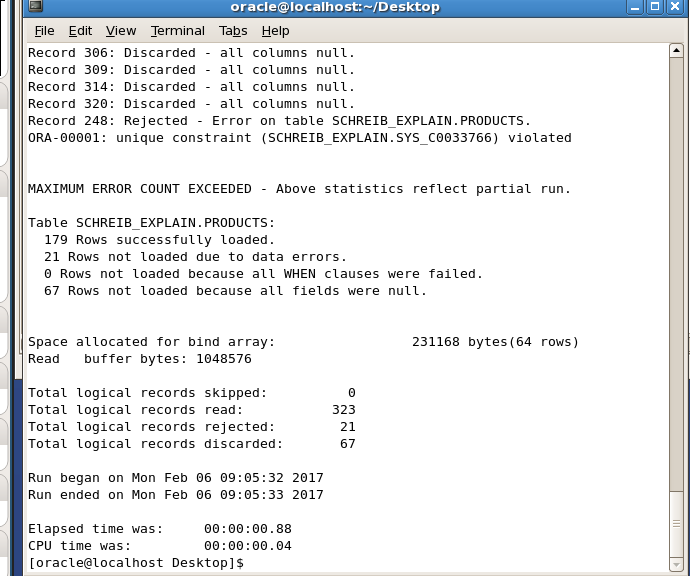 oracle@localhost:~/Desktop
File Edit View Terminal Tabs Help
Record 306: Discarded - all columns null.
Record 309: Discarded - all columns null.
Record 314: Discarded - all columns null.
Record 320: Discarded - all columns null.
Record 248: Rejected - Error on table SCHREIB_EXPLAIN.PRODUCTS.
ORA-00001: unique constraint (SCHREIB_EXPLAIN.SYS_C0033766) violated
MAXIMUM ERROR COUNT EXCEEDED - Above statistics reflect partial run.
Table SCHREIB_EXPLAIN.PRODUCTS:
179 Rows successfully loaded.
21 Rows not loaded due to data errors.
0 Rows not loaded because all WHEN clauses were failed.
67 Rows not loaded because all fields were null.
Space allocated for bind array: 231168 bytes(64 rows)
Read buffer bytes: 1048576
Total logical records skipped: 0
Total logical records read: 323
Total logical records rejected: 21
Total logical records discarded: 67
Run began on Mon Feb 06 09:05:32 2017
Run ended on Mon Feb 06 09:05:33 2017
Elapsed time was: 00:00:00.88
CPU time was: 00:00:00.04
[oracle@localhost Desktop]$